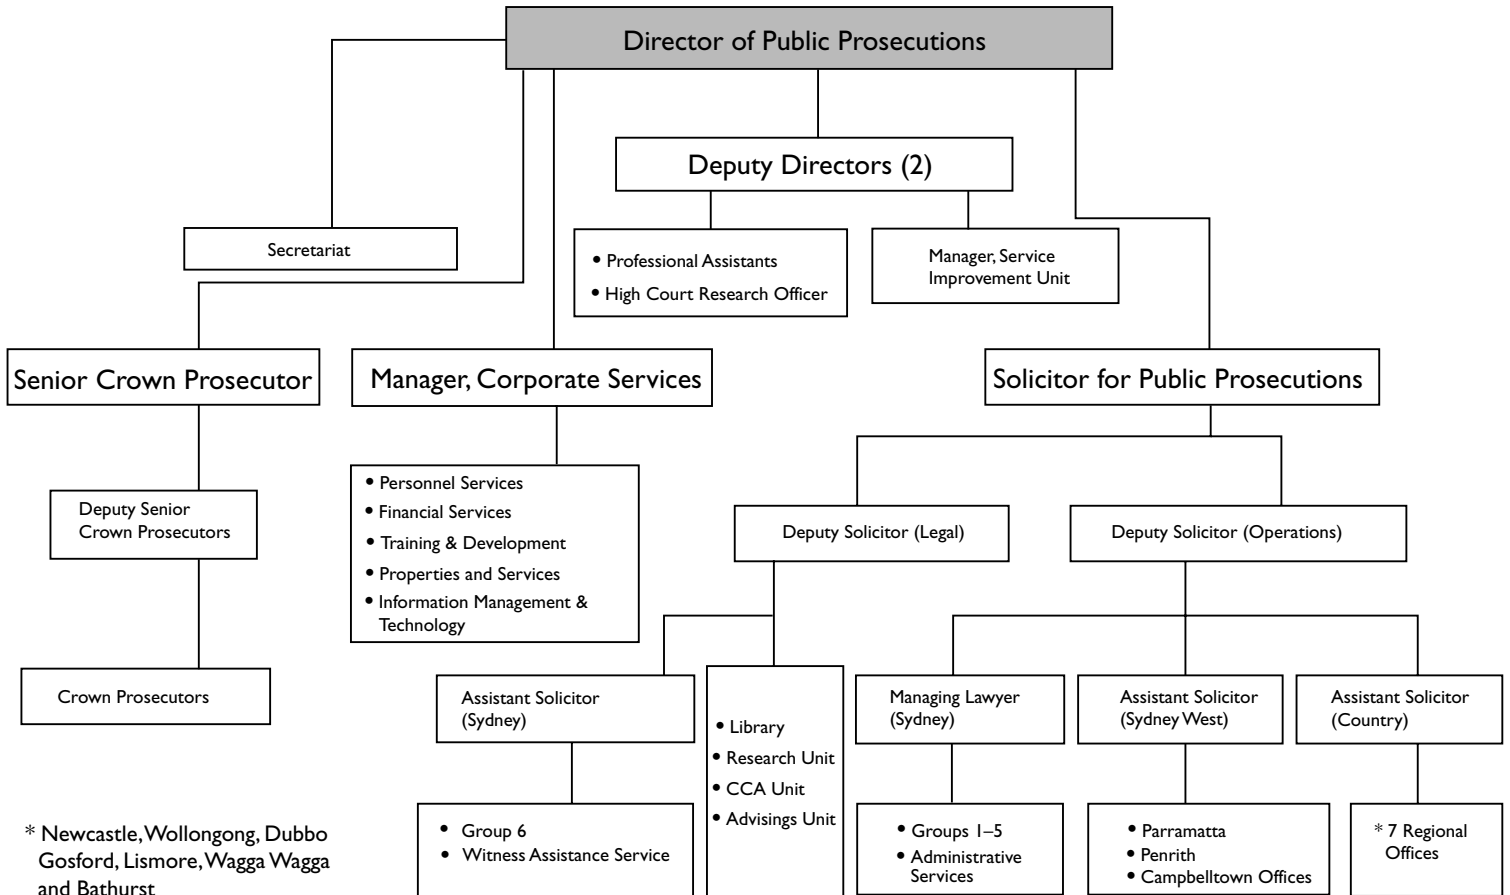 Director of Public Prosecutions
Deputy Directors (2)
Secretariat
• Professional Assistants
• High Court Research Officer
Manager, Service
Improvement Unit
Senior Crown Prosecutor
Manager, Corporate Services
Solicitor for Public Prosecutions
• Personnel Services
• Financial Services
• Training & Development
• Properties and Services
• Information Management &
Technology
Deputy Senior
Crown Prosecutors
Deputy Solicitor (Legal)
Deputy Solicitor (Operations)
Crown Prosecutors
Assistant Solicitor
(Sydney)
• Library
• Research Unit
• CCA Unit
• Advisings Unit
Managing Lawyer
(Sydney)
Assistant Solicitor
(Sydney West)
Assistant Solicitor
(Country)
• Group 6
• Witness Assistance Service
• Groups 1–5
• Administrative
Services
• Parramatta
• Penrith
• Campbelltown Offices
* 7 Regional
Offices
* Newcastle, Wollongong, Dubbo
Gosford, Lismore, Wagga Wagga
and Bathurst